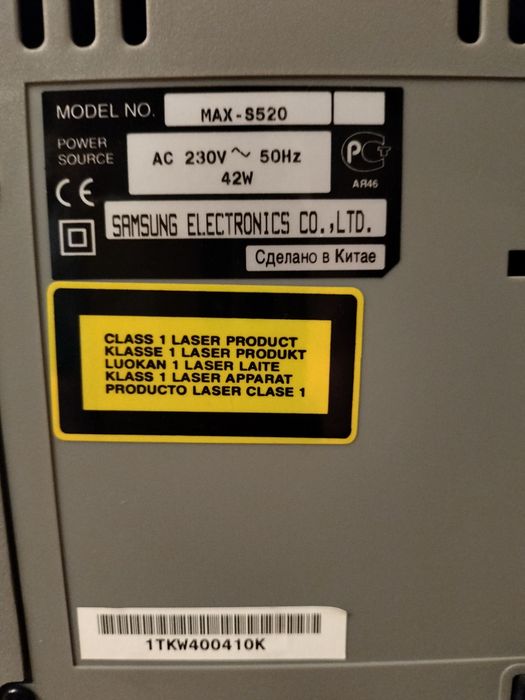 MODEL NO. MAX-S520
POWER SOURCE
AC 230V ~ 50Hz
42W
PCT
АЯ46
CE
SAMSUNG ELECTRONICS CO.,LTD.
Сделано в Китае
CLASS 1 LASER PRODUCT
KLASSE 1 LASER PRODUKT
LUOKAN 1 LASER LAITE
KLASS 1 LASER APPARAT
PRODUCTO LASER CLASE 1
1TKW400410K